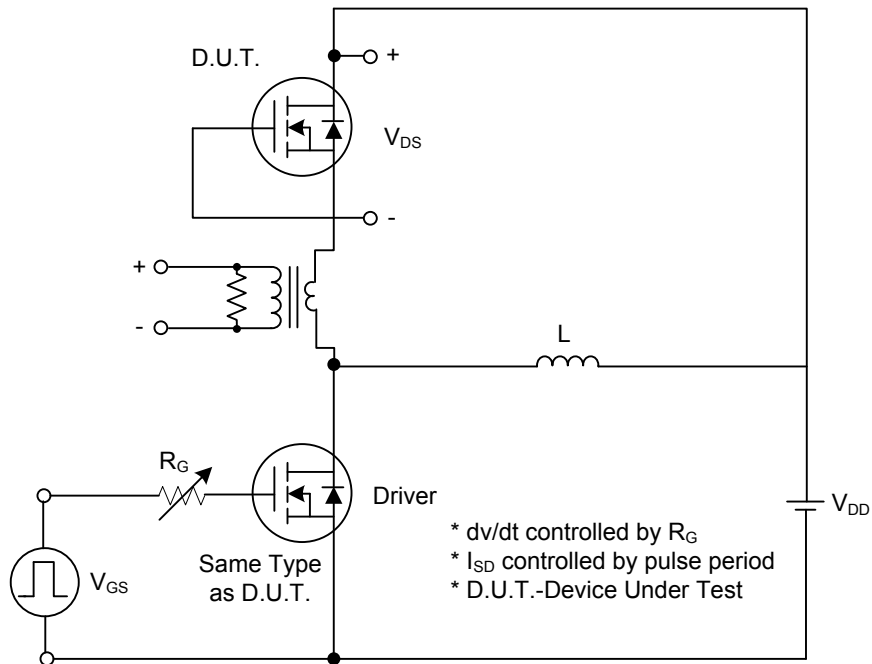 D.U.T.
+
V_DS
-
+
-
L
R_G
Driver
V_DD
* dv/dt controlled by R_G
* I_SD controlled by pulse period
* D.U.T.-Device Under Test
Same Type
as D.U.T.
V_GS